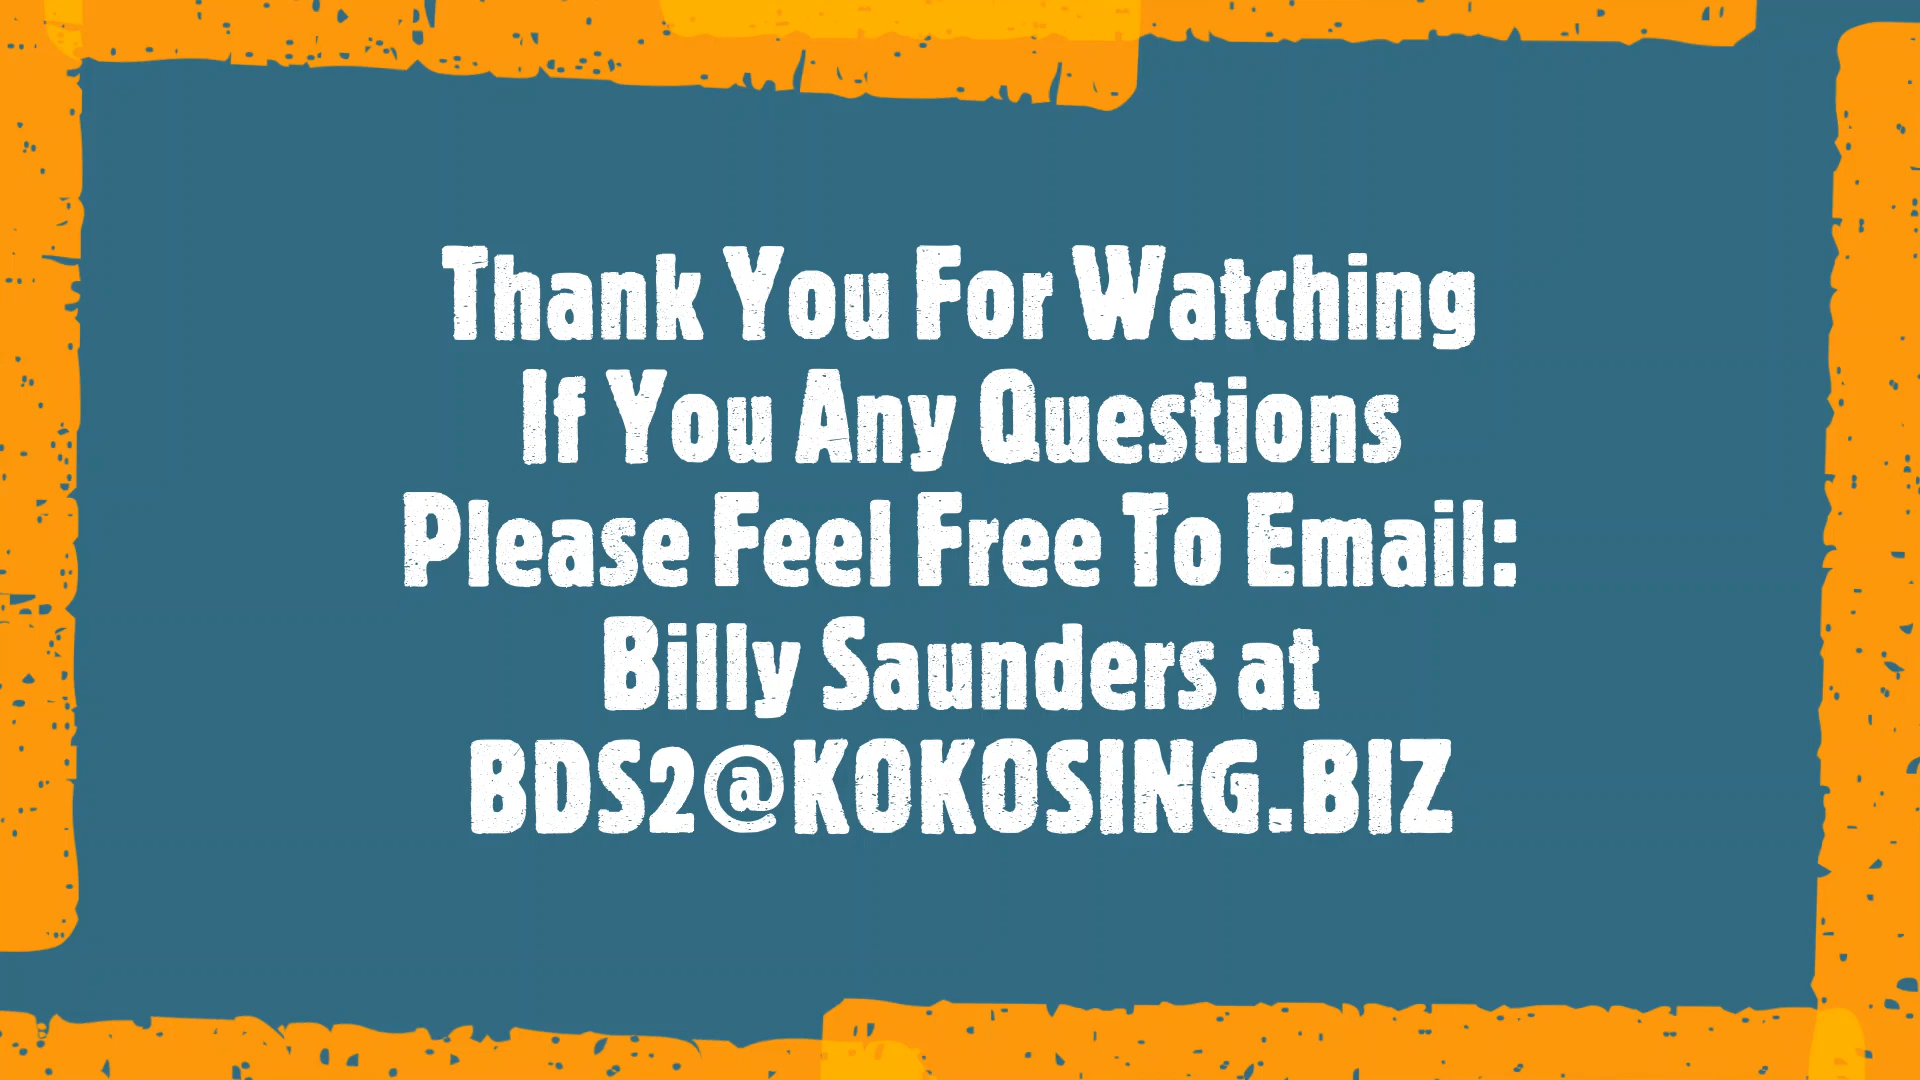 Thank You For Watching
If You Any Questions
Please Feel Free To Email:
Billy Saunders at
BDS2@KOKOSING.BIZ